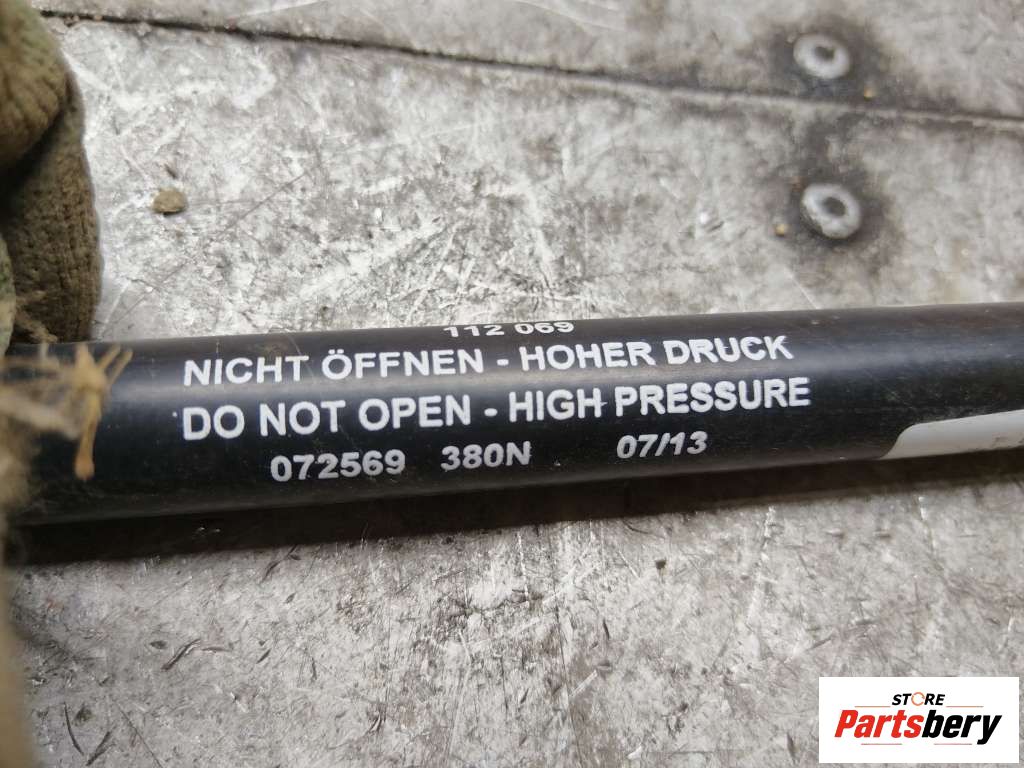 112 069
NICHT ÖFFNEN - HOHER DRUCK
DO NOT OPEN - HIGH PRESSURE
072569 380N 07/13
STORE
Partsbery